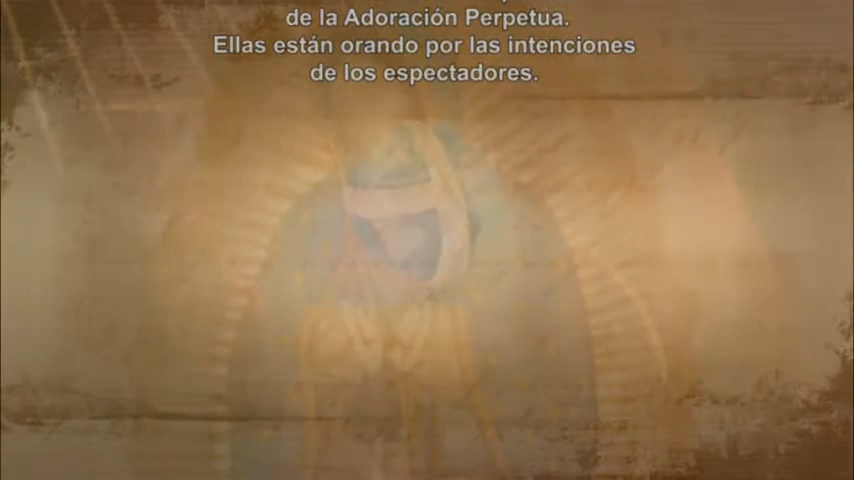 de la Adoración Perpetua.
Ellas están orando por las intenciones
de los espectadores.